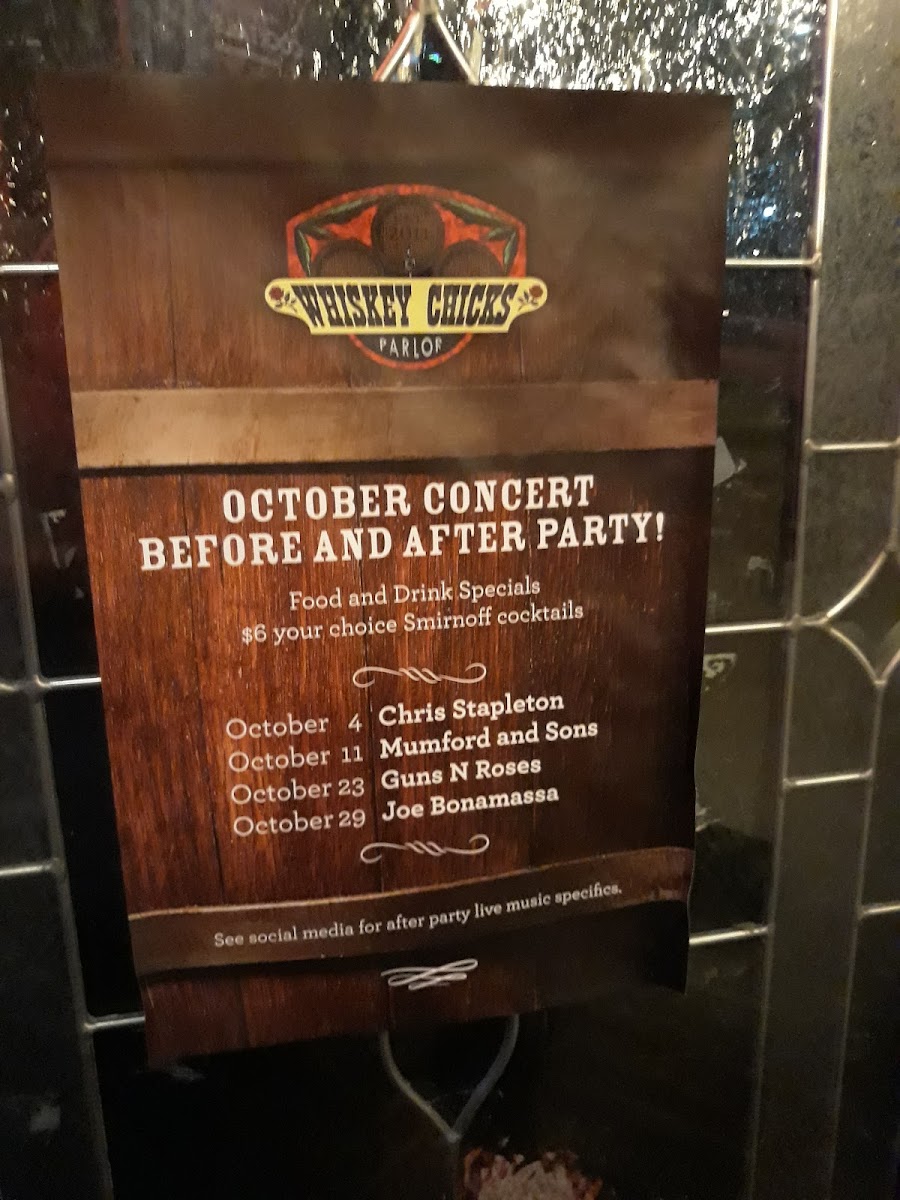 2011
WHISKEY CHICKS
PARLOR
OCTOBER CONCERT
BEFORE AND AFTER PARTY!
Food and Drink Specials
$6 your choice Smirnoff cocktails
October 4 Chris Stapleton
October 11 Mumford and Sons
October 23 Guns N Roses
October 29 Joe Bonamassa
See social media for after party live music specifics.